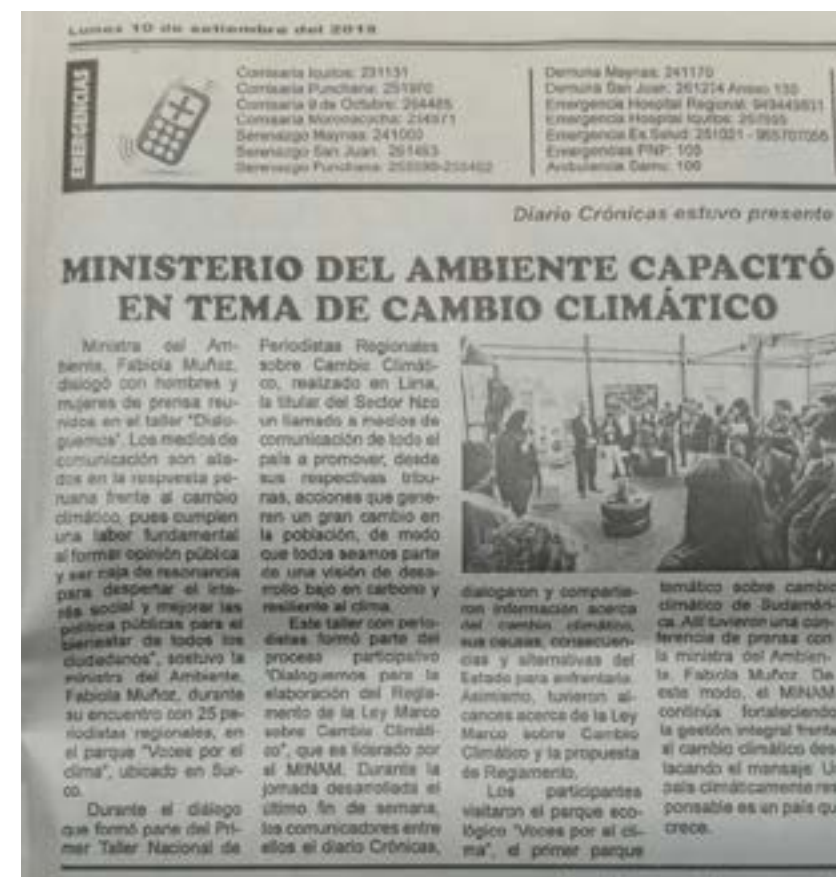 Lunes 10 de setiembre del 2018
EMERGENCIAS
Comisaria Iquitos: 231131
Comisaria Punchana: 251970
Comisaria 9 de Octubre: 264485
Comisaria Moronacocha:
Serenazgo Maynas: 241000
Serenazgo San Juan: 261463
Serenazgo Punchana:
Demuna Maynas: 241170
Demuna San Juan: 261274 Anexo 130
Emergencia Hospital Regional:
Emergencia Hospital Iquitos:
Emergencia Es Salud:
Emergencias PNP: 105
Ambulancia Samu: 106
Diario Crónicas estuvo presente
MINISTERIO DEL AMBIENTE CAPACITÓ
EN TEMA DE CAMBIO CLIMÁTICO
Ministra del Am-
biente, Fabiola Muñoz,
dialogó con hombres y
mujeres de prensa reu-
nidos en el taller "Dialo-
guemos". Los medios de
comunicación son alia-
dos en la respuesta pe-
ruana frente al cambio
climático, pues cumplen
una labor fundamental
al formar opinión pública
y ser caja de resonancia
para despertar el inte-
rés social y mejorar las
política públicas para el
bienestar de todos los
ciudadanos", sostuvo la
ministra del Ambiente,
Fabiola Muñoz, durante
su encuentro con 25 pe-
riodistas regionales, en
el parque "Voces por el
clima", ubicado en Sur-
co.
Durante el diálogo
que formó parte del Pri-
mer Taller Nacional de
Periodistas Regionales
sobre Cambio Climáti-
co, realizado en Lima,
la titular del Sector hizo
un llamado a medios de
comunicación de todo el
país a promover, desde
sus respectivas tribu-
nas, acciones que gene-
ren un gran cambio en
la población, de modo
que todos seamos parte
de una visión de desa-
rrollo bajo en carbono y
resiliente al clima.
Este taller con perio-
distas formó parte del
proceso participativo
"Dialoguemos para la
elaboración del Regla-
mento de la Ley Marco
sobre Cambio Climáti-
co", que es liderado por
el MINAM. Durante la
jornada desarrollada el
último fin de semana,
los comunicadores entre
ellos el diario Crónicas,
dialogaron y compartie-
ron información acerca
del cambio climático,
sus causas, consecuen-
cias y alternativas del
Estado para enfrentarla.
Asimismo, tuvieron al-
cances acerca de la Ley
Marco sobre Cambio
Climático y la propuesta
de Reglamento.
Los participantes
visitaron el parque eco-
lógico "Voces por el cli-
ma", el primer parque
temático sobre cambio
climático de Sudaméri-
ca. Allí tuvieron una con-
ferencia de prensa con
la ministra del Ambien-
te, Fabiola Muñoz. De
este modo, el MINAM
continúa fortaleciendo
la gestión integral frente
al cambio climático des-
tacando el mensaje: Un
país climáticamente res-
ponsable es un país que
crece.